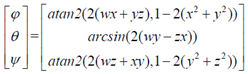 φ atan2(2(wx + yz),1−2(x² + y²))
θ = arcsin(2(wy − zx))
ψ atan2(2(wz + xy),1−2(y² + z²))